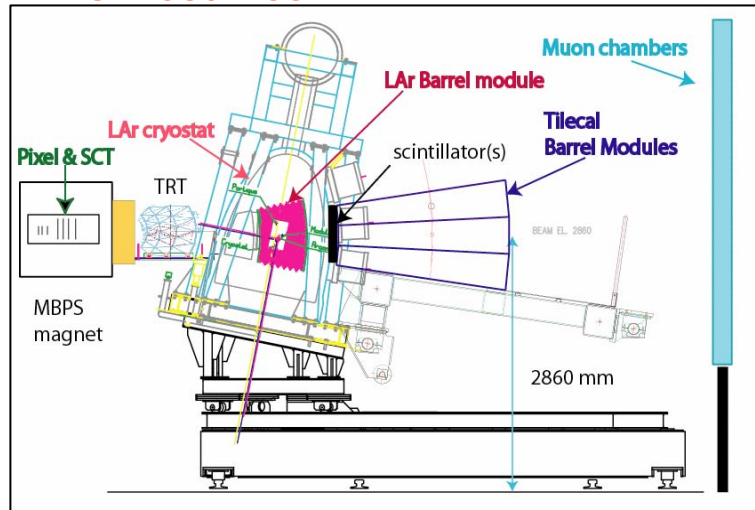 Muon chambers
LAr Barrel module
LAr cryostat
Tilecal
Barrel Modules
scintillator(s)
Pixel & SCT
TRT
BEAM EL. 2860
MBPS
magnet
2860 mm